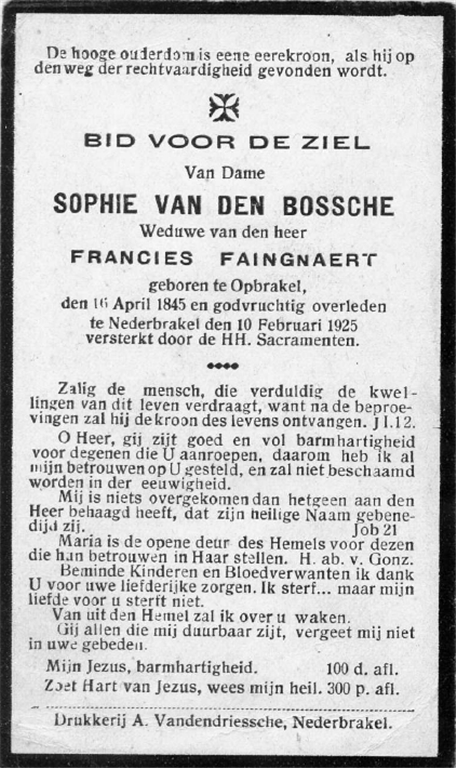 De hooge ouderdom is eene eerekroon, als hij op
den weg der rechtvaardigheid gevonden wordt.
BID VOOR DE ZIEL
Van Dame
SOPHIE VAN DEN BOSSCHE
Weduwe van den heer
FRANCIES FAINGNAERT
geboren te Opbrakel,
den 16 April 1845 en godvruchtig overleden
te Nederbrakel den 10 Februari 1925
versterkt door de HH. Sacramenten.
Zalig de mensch, die verduldig de kwel-
lingen van dit leven verdraagt, want na de beproe-
vingen zal hij de kroon des levens ontvangen. J I.12.
O Heer, gij zijt goed en vol barmhartigheid
voor degenen die U aanroepen, daarom heb ik al
mijn betrouwen op U gesteld, en zal niet beschaamd
worden in der eeuwigheid.
Mij is niets overgekomen dan hetgeen aan den
Heer behaagd heeft, dat zijn heilige Naam gebene-
dijd zij. Job 21
Maria is de opene deur des Hemels voor dezen
die hun betrouwen in Haar stellen. H. ab. v. Gonz.
Beminde Kinderen en Bloedverwanten ik dank
U voor uwe liefderijke zorgen. Ik sterf... maar mijn
liefde voor u sterft niet.
Van uit den Hemel zal ik over u waken.
Gij allen die mij duurbaar zijt, vergeet mij niet
in uwe gebeden.
Mijn Jezus, barmhartigheid. 100 d. afl.
Zoet Hart van Jezus, wees mijn heil. 300 p. afl.
Drukkerij A. Vandendriessche, Nederbrakel.